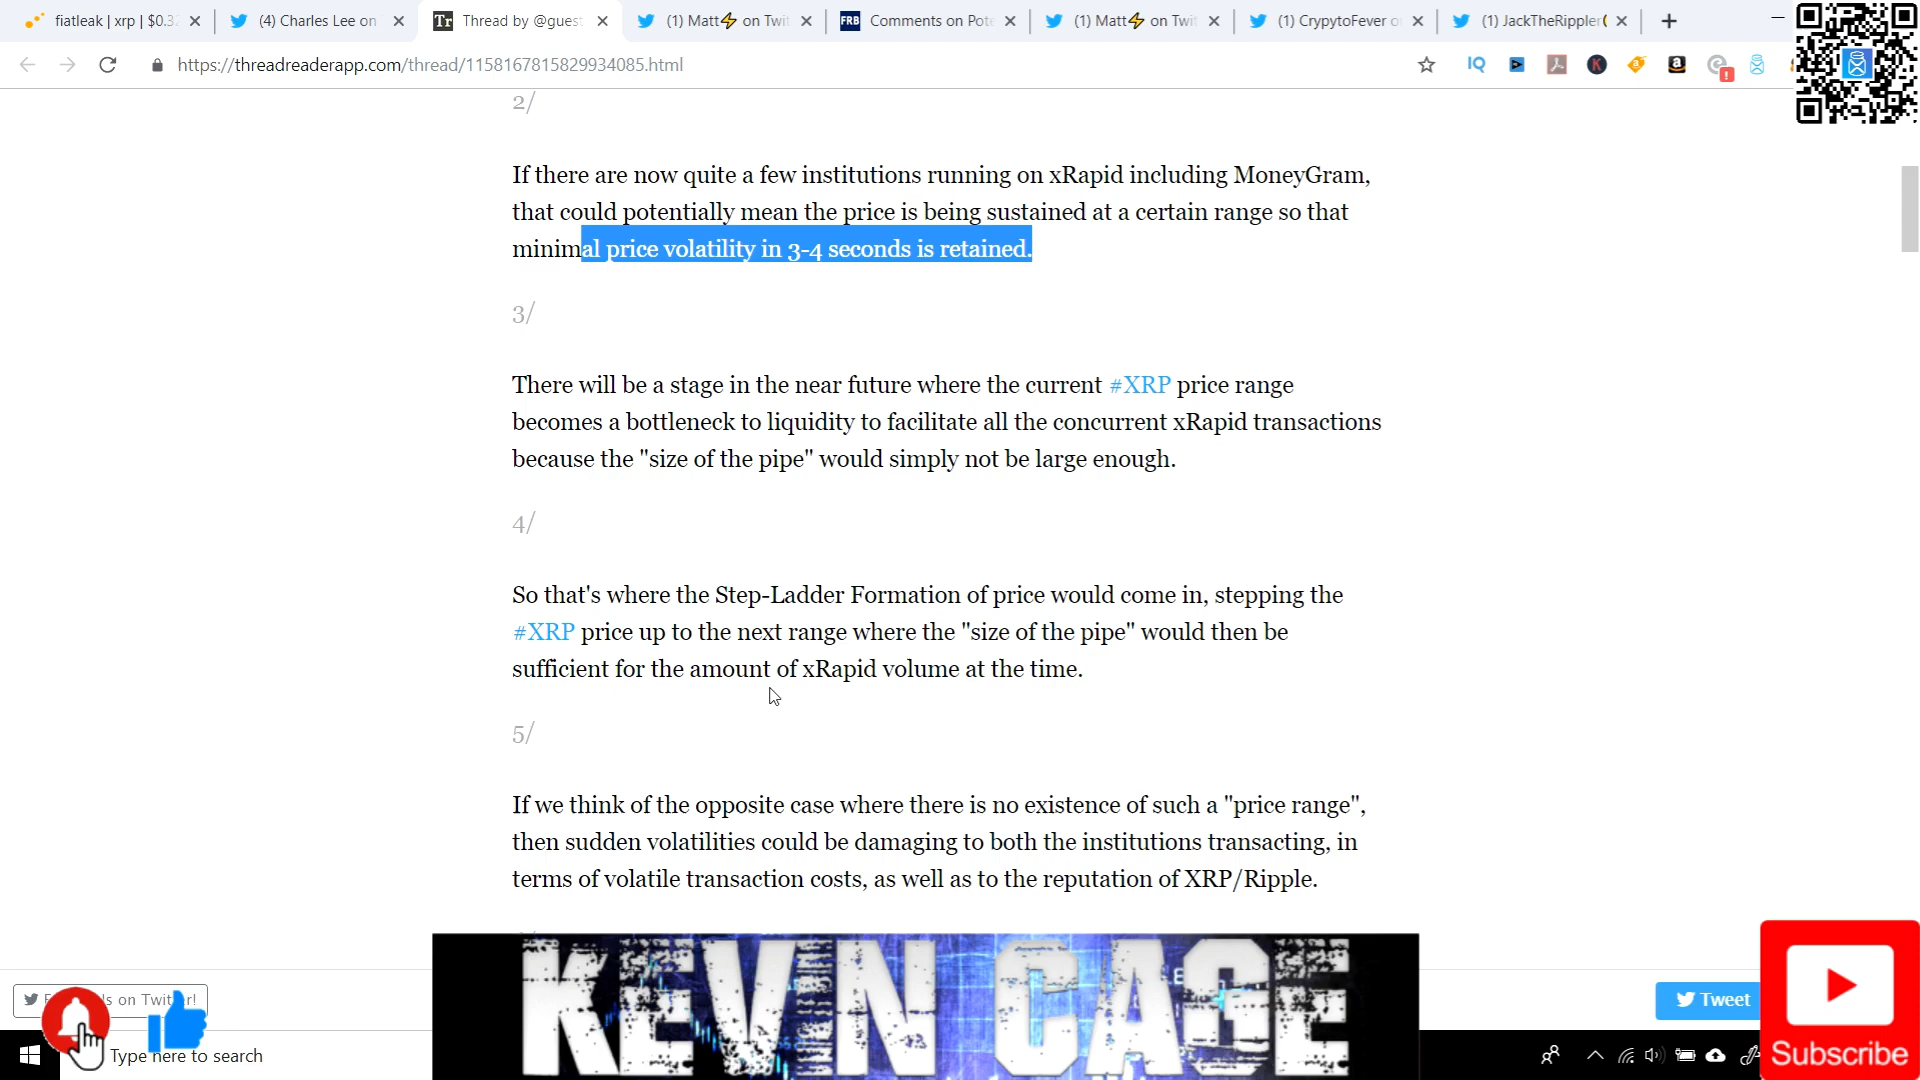 fiatleak | xrp | $0.3
(4) Charles Lee on
Thread by @gues
(1) Matt⚡ on Twit
FRB Comments on Pote
(1) Matt⚡ on Twit
(1) CrypytoFever o
(1) JackTheRippler
https://threadreaderapp.com/thread/1158167815829934085.html
2/
If there are now quite a few institutions running on xRapid including MoneyGram,
that could potentially mean the price is being sustained at a certain range so that
minimal price volatility in 3-4 seconds is retained.
3/
There will be a stage in the near future where the current #XRP price range
becomes a bottleneck to liquidity to facilitate all the concurrent xRapid transactions
because the "size of the pipe" would simply not be large enough.
4/
So that's where the Step-Ladder Formation of price would come in, stepping the
#XRP price up to the next range where the "size of the pipe" would then be
sufficient for the amount of xRapid volume at the time.
5/
If we think of the opposite case where there is no existence of such a "price range",
then sudden volatilities could be damaging to both the institutions transacting, in
terms of volatile transaction costs, as well as to the reputation of XRP/Ripple.
KEVIN CAGE
on Twitter!
Tweet
Type here to search
Subscribe